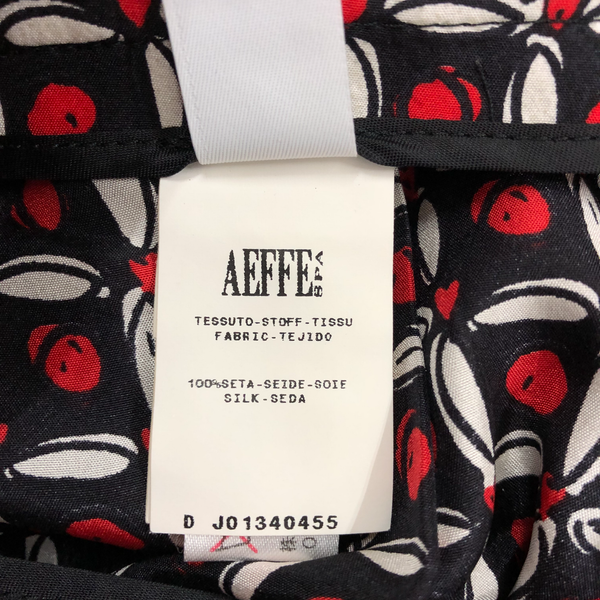 AEFFE SPA
TESSUTO-STOFF-TISSU
FABRIC-TEJIDO
100%SETA-SEIDE-SOIE
SILK-SEDA
D J01340455